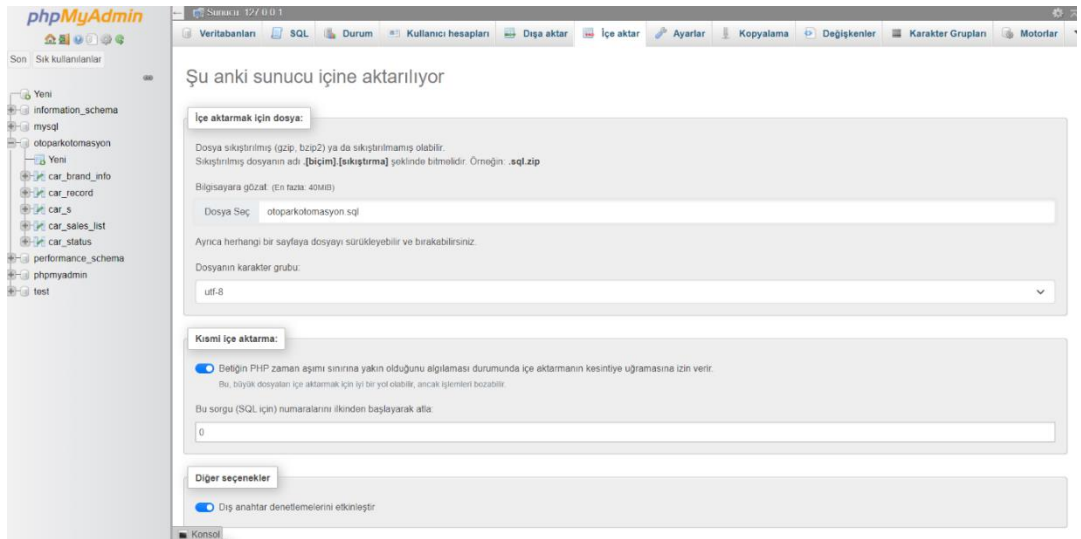 phpMyAdmin
Son Sık kullanılanlar
Yeni
information_schema
mysql
otoparkotomasyon
Yeni
car_brand_info
car_record
car_s
car_sales_list
car_status
performance_schema
phpmyadmin
test
Sunucu: 127.0.0.1
Veritabanları SQL Durum Kullanıcı hesapları Dışa aktar İçe aktar Ayarlar Kopyalama Değişkenler Karakter Grupları Motorlar
Şu anki sunucu içine aktarılıyor
İçe aktarmak için dosya:
Dosya sıkıştırılmış (gzip, bzip2) ya da sıkıştırılmamış olabilir.
Sıkıştırılmış dosyanın adı .[biçim].[sıkıştırma] şeklinde bitmelidir. Örneğin: .sql.zip
Bilgisayara gözat: (En fazla: 40MiB)
Dosya Seç otoparkotomasyon.sql
Ayrıca herhangi bir sayfaya dosyayı sürükleyebilir ve bırakabilirsiniz.
Dosyanın karakter grubu:
utf-8
Kısmi içe aktarma:
Betiğin PHP zaman aşımı sınırına yakın olduğunu algılaması durumunda içe aktarmanın kesintiye uğramasına izin verir.
Bu, büyük dosyaları içe aktarmak için iyi bir yol olabilir, ancak işlemleri bozabilir.
Bu sorgu (SQL için) numaralarını ilkinden başlayarak atla:
0
Diğer seçenekler
Dış anahtar denetlemelerini etkinleştir
Konsol